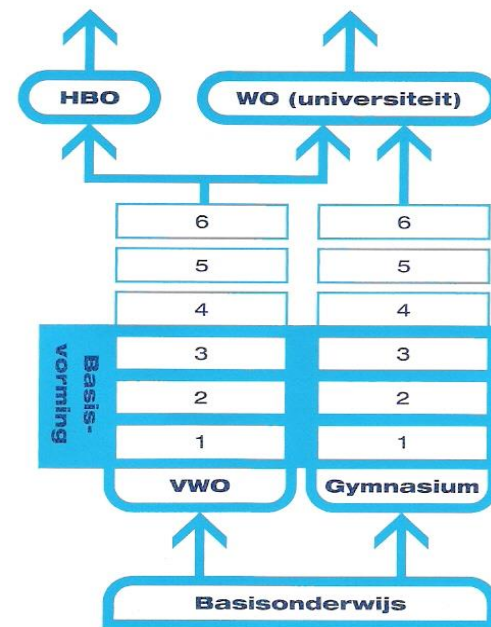 HBO
WO (universiteit)
6
6
5
5
4
4
Basis-
vorming
3
3
2
2
1
1
VWO
Gymnasium
Basisonderwijs